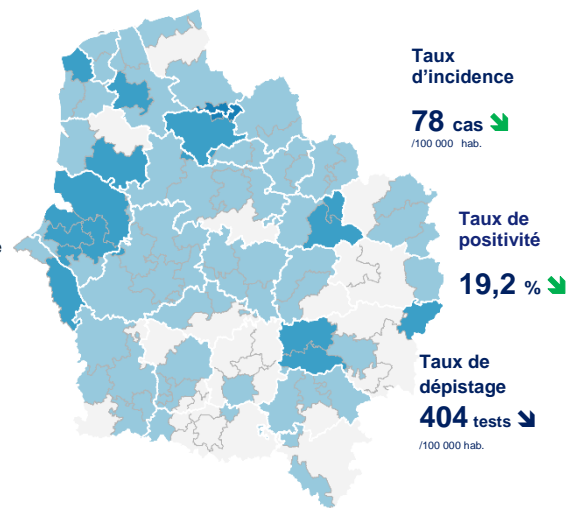 Taux
d’incidence
78 cas
/100 000 hab.
Taux de
positivité
e
19,2 %
Taux de
dépistage
404 tests
/100 000 hab.